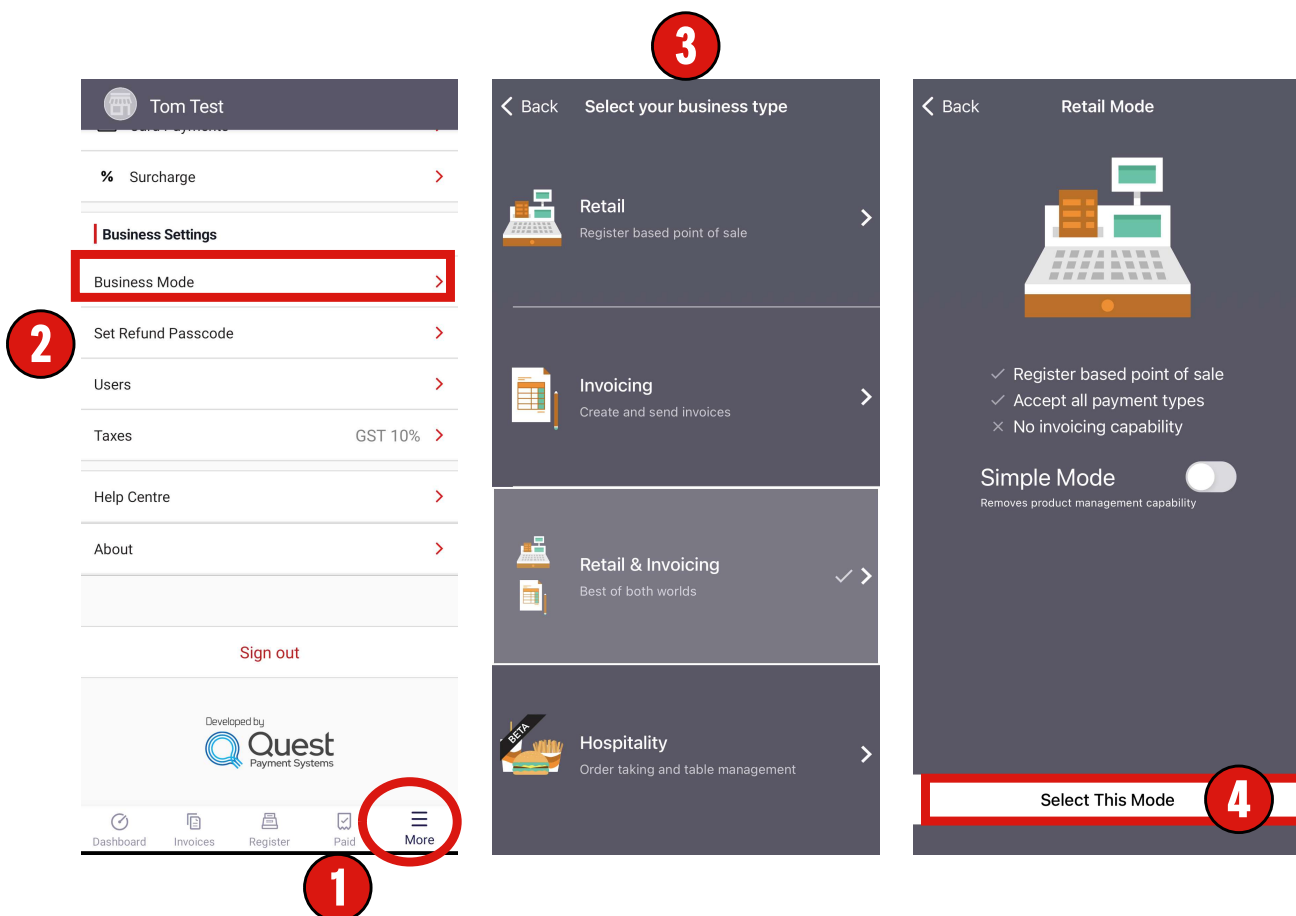 3
Tom Test
Card Payments
% Surcharge
Business Settings
Business Mode
2
Set Refund Passcode
Users
Taxes GST 10%
Help Centre
About
Sign out
Developed by
Quest
Payment Systems
Dashboard Invoices Register Paid More
1
Back Select your business type
Retail
Register based point of sale
Invoicing
Create and send invoices
Retail & Invoicing
Best of both worlds
BETA
Hospitality
Order taking and table management
Back Retail Mode
Register based point of sale
Accept all payment types
No invoicing capability
Simple Mode
Removes product management capability
Select This Mode
4